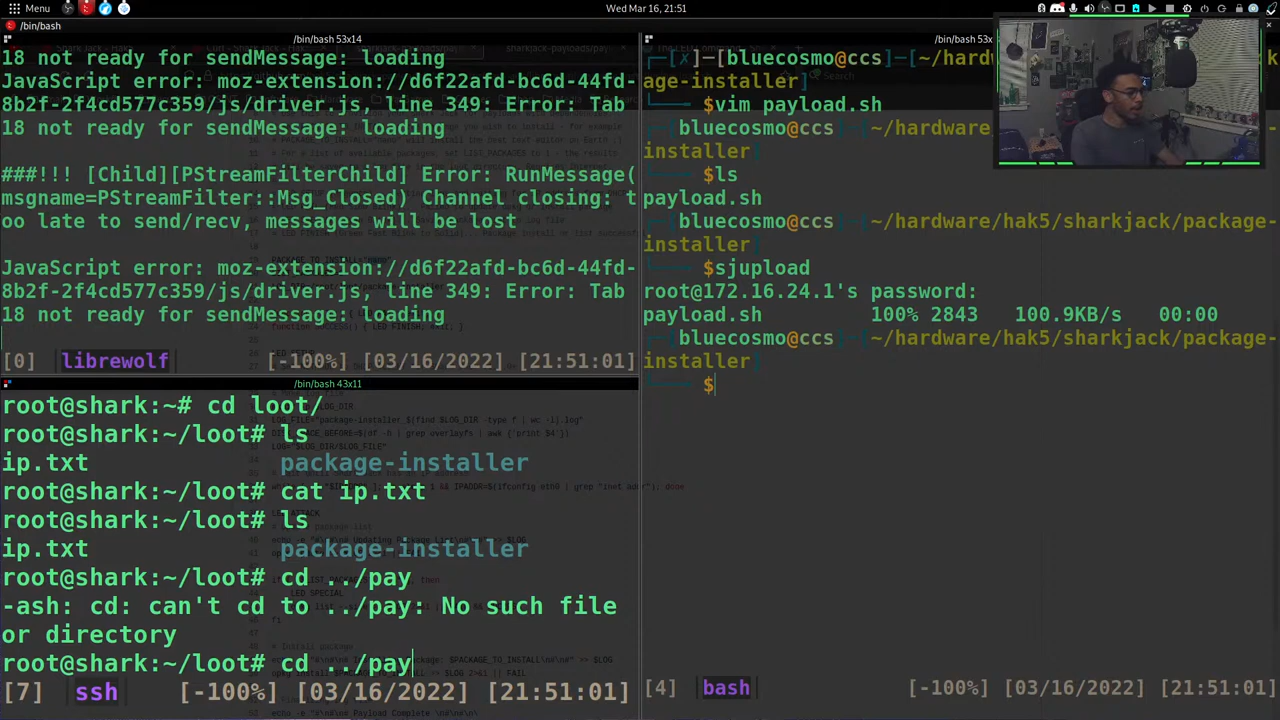 Menu
Wed Mar 16, 21:51
/bin/bash
/bin/bash 53x14
18 not ready for sendMessage: loading
JavaScript error: moz-extension://d6f22afd-bc6d-44fd-
8b2f-2f4cd577c359/js/driver.js, line 349: Error: Tab
18 not ready for sendMessage: loading
###!!! [Child][PStreamFilterChild] Error: RunMessage(
msgname=PStreamFilter::Msg_Closed) Channel closing: t
oo late to send/recv, messages will be lost
JavaScript error: moz-extension://d6f22afd-bc6d-44fd-
8b2f-2f4cd577c359/js/driver.js, line 349: Error: Tab
18 not ready for sendMessage: loading
[0] librewolf [-100%] [03/16/2022] [21:51:01]
/bin/bash 43x11
root@shark:~# cd loot/
root@shark:~/loot# ls
ip.txt package-installer
root@shark:~/loot# cat ip.txt
root@shark:~/loot# ls
ip.txt package-installer
root@shark:~/loot# cd ../pay
-ash: cd: can't cd to ../pay: No such file
or directory
root@shark:~/loot# cd ../pay
[7] ssh [-100%] [03/16/2022] [21:51:01]
/bin/bash 53x
┌─[✗]─[bluecosmo@ccs]─[~/hardw
age-installer]
└──╼ $vim payload.sh
┌─[bluecosmo@ccs]─[~/hardware/
installer]
└──╼ $ls
payload.sh
┌─[bluecosmo@ccs]─[~/hardware/hak5/sharkjack/package-
installer]
└──╼ $sjupload
root@172.16.24.1's password:
payload.sh 100% 2843 100.9KB/s 00:00
┌─[bluecosmo@ccs]─[~/hardware/hak5/sharkjack/package-
installer]
└──╼ $
[4] bash [-100%] [03/16/2022] [21:51:01]